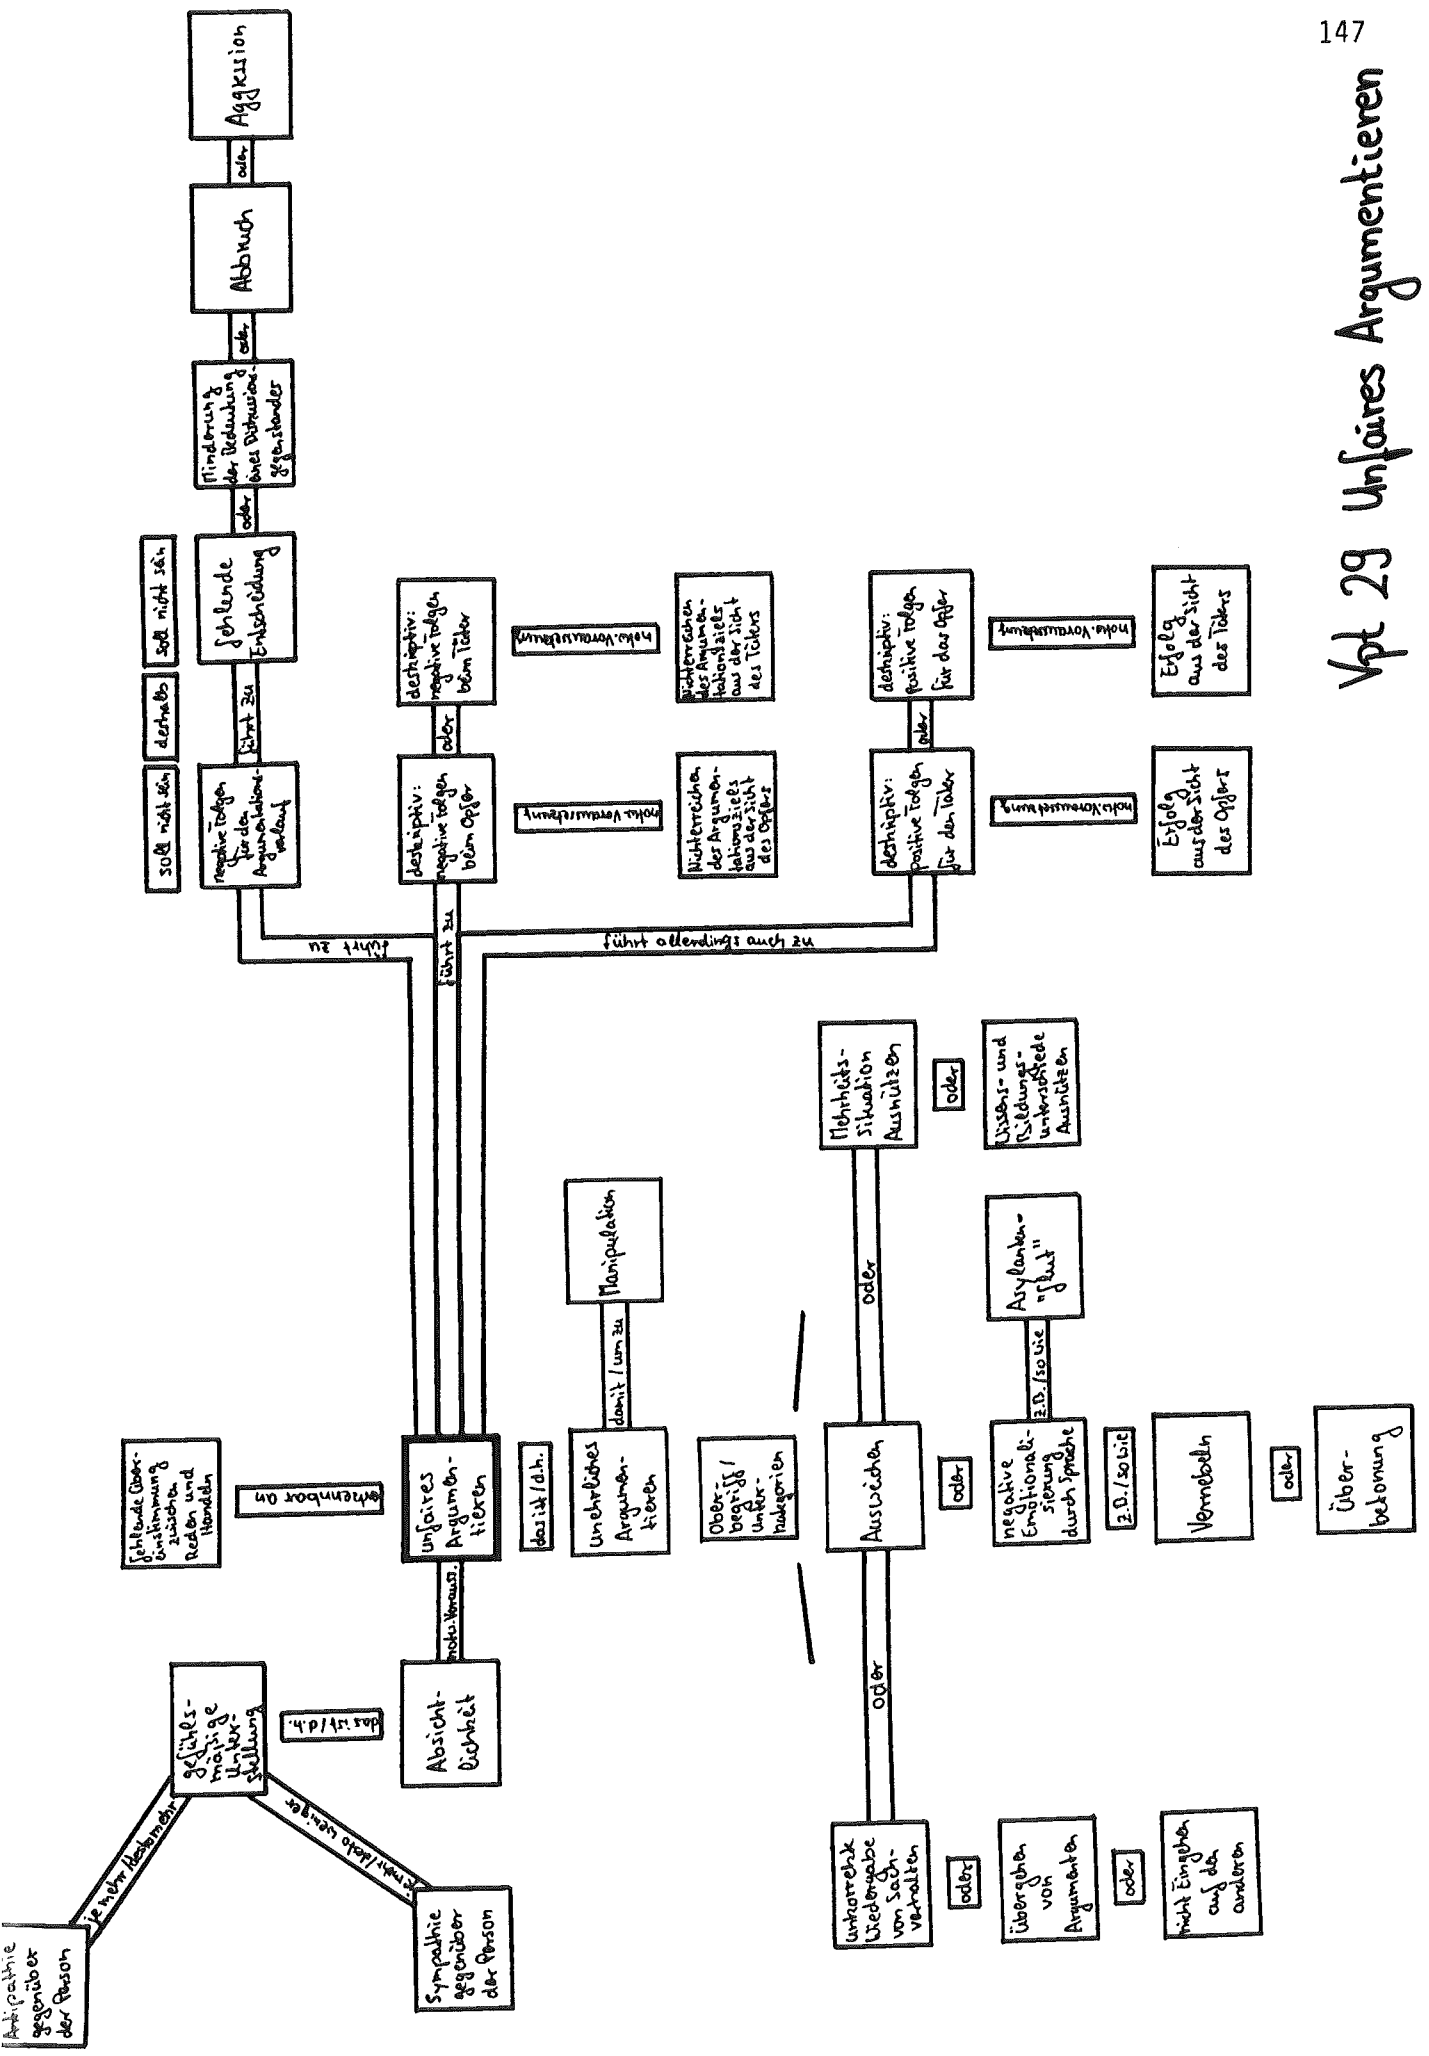 147
Vpt 29 Unfaires Argumentieren
Antipathie
gegenüber
der Person
je mehr/desto mehr
gefühls-
mäßige
Unter-
stellung
je mehr/desto weniger
Sympathie
gegenüber
der Person
das ist/d.h.
Absicht-
lichkeit
notw. Vorauss.
fehlende Über-
einstimmung
zwischen
Reden und
Handeln
erkennbar an
unfaires
Argumen-
tieren
führt zu
soll nicht sein
deshalb
soll nicht sein
negative Folgen
für den
Argumentations-
verlauf
führt zu
fehlende
Entscheidung
oder
Minderung
der Bedeutung
eines Diskussions-
gegenstandes
oder
Abbruch
oder
Aggression
führt zu
deskriptiv:
negative Folgen
beim Opfer
oder
deskriptiv:
negative Folgen
beim Täter
notw. Voraussetzung
notw. Voraussetzung
Nichterreichen
des Argumen-
tationsziels
aus der Sicht
des Opfers
Nichterreichen
des Argumen-
tationsziels
aus der Sicht
des Täters
führt allerdings auch zu
deskriptiv:
positive Folgen
für den Täter
oder
deskriptiv:
positive Folgen
für das Opfer
notw. Voraussetzung
notw. Voraussetzung
Erfolg
aus der Sicht
des Opfers
Erfolg
aus der Sicht
des Täters
das ist/d.h.
unehrliches
Argumen-
tieren
damit/um zu
Manipulation
Ober-
begriff/
Unter-
kategorien
unkorrekte
Wiedergabe
von Sach-
verhalten
oder
Ausweichen
oder
Mehrheits-
situation
Ausnützen
oder
oder
oder
Übergehen
von
Argumenten
negative
Emotionali-
sierung
durch Sprache
z.B./so wie
Asylanten-
"flut"
Wissens- und
Bildungs-
unterschiede
Ausnützen
oder
z.B./so wie
nicht Eingehen
auf den
anderen
Vernebeln
oder
Über-
betonung